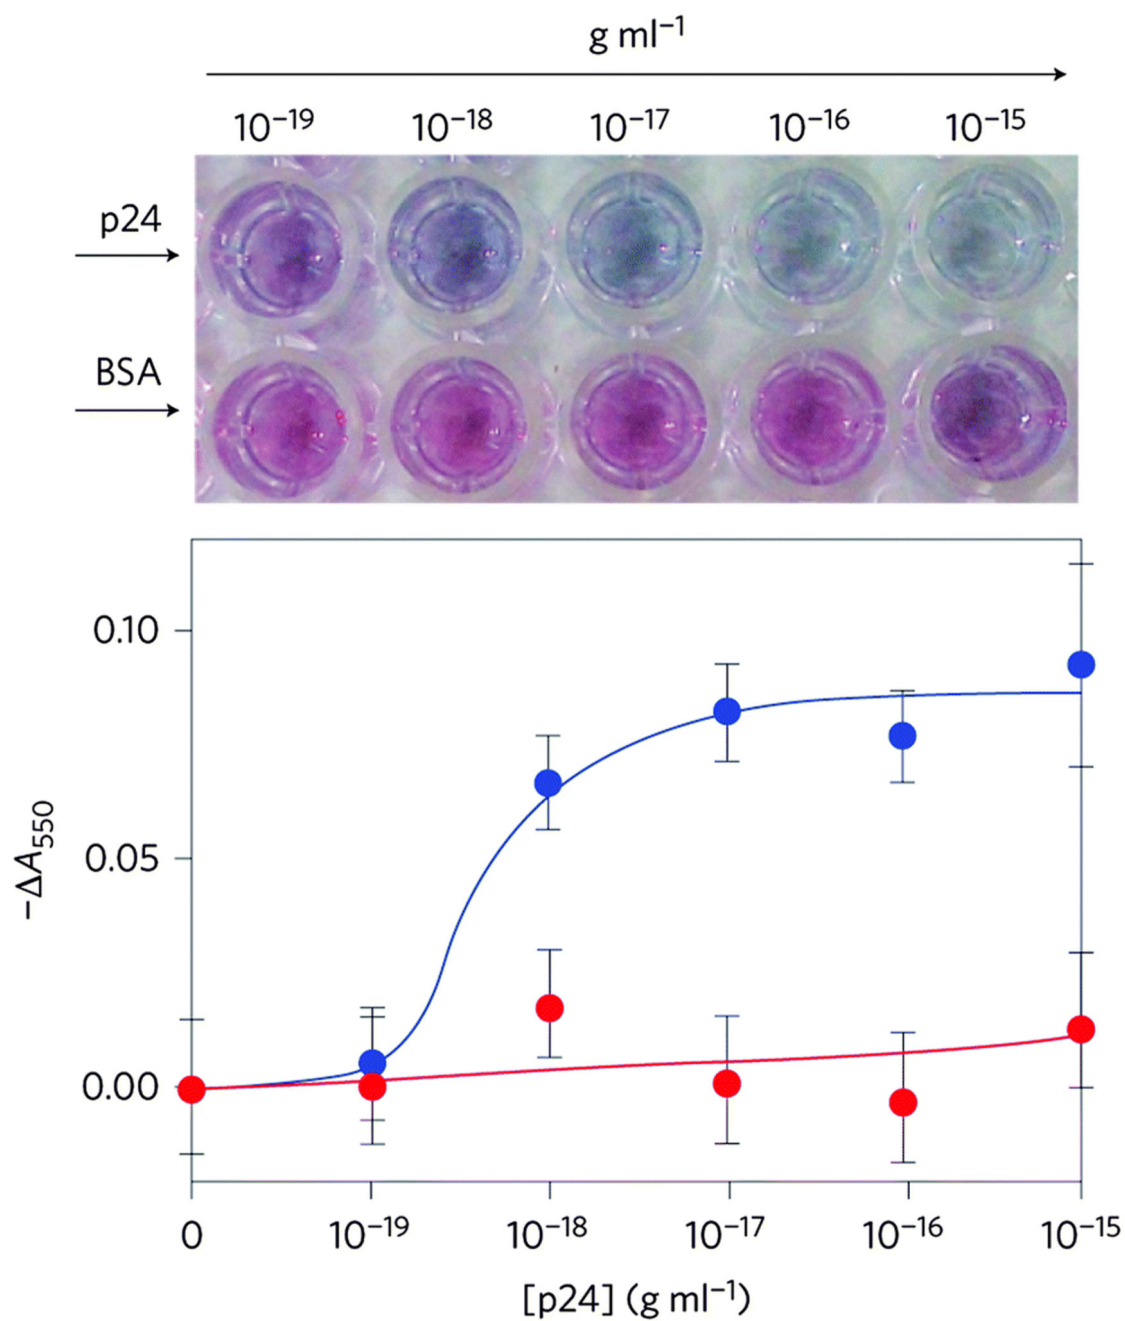 g ml⁻¹
10⁻¹⁹ 10⁻¹⁸ 10⁻¹⁷ 10⁻¹⁶ 10⁻¹⁵
p24
BSA
0.10
0.05
0.00
−ΔA₅₅₀
0 10⁻¹⁹ 10⁻¹⁸ 10⁻¹⁷ 10⁻¹⁶ 10⁻¹⁵
[p24] (g ml⁻¹)